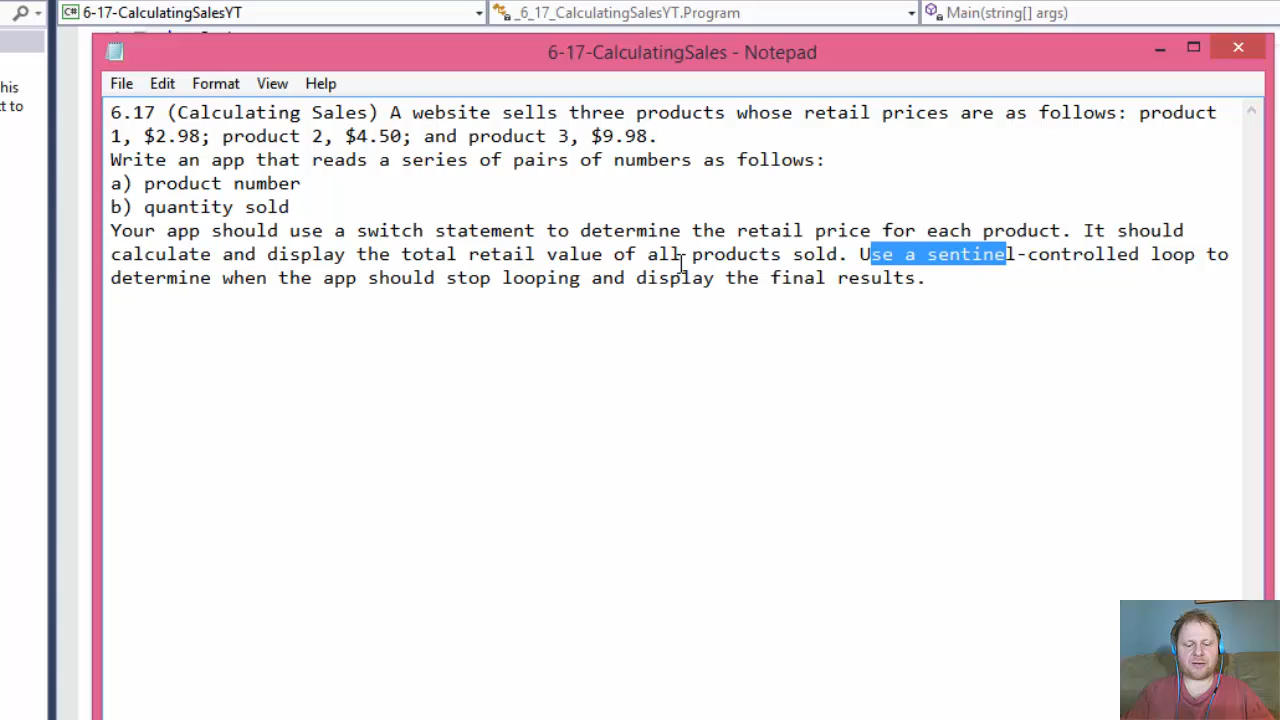 6-17-CalculatingSalesYT
_6_17_CalculatingSalesYT.Program
Main(string[] args)
6-17-CalculatingSales - Notepad
his
ct to
File Edit Format View Help
6.17 (Calculating Sales) A website sells three products whose retail prices are as follows: product
1, $2.98; product 2, $4.50; and product 3, $9.98.
Write an app that reads a series of pairs of numbers as follows:
a) product number
b) quantity sold
Your app should use a switch statement to determine the retail price for each product. It should
calculate and display the total retail value of all products sold. Use a sentinel-controlled loop to
determine when the app should stop looping and display the final results.